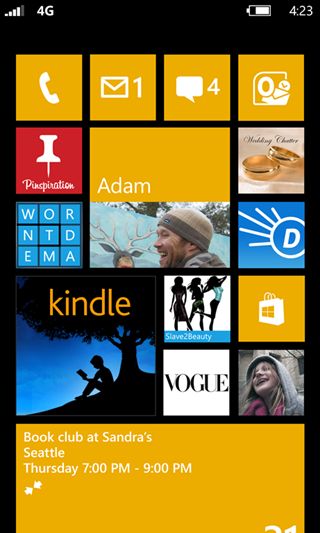 4G
4:23
1
4
O
Pinspiration
Adam
Wedding Chatter
W O R
N T D
E M A
D
kindle
Slave2Beauty
VOGUE
Book club at Sandra's
Seattle
Thursday 7:00 PM - 9:00 PM
21